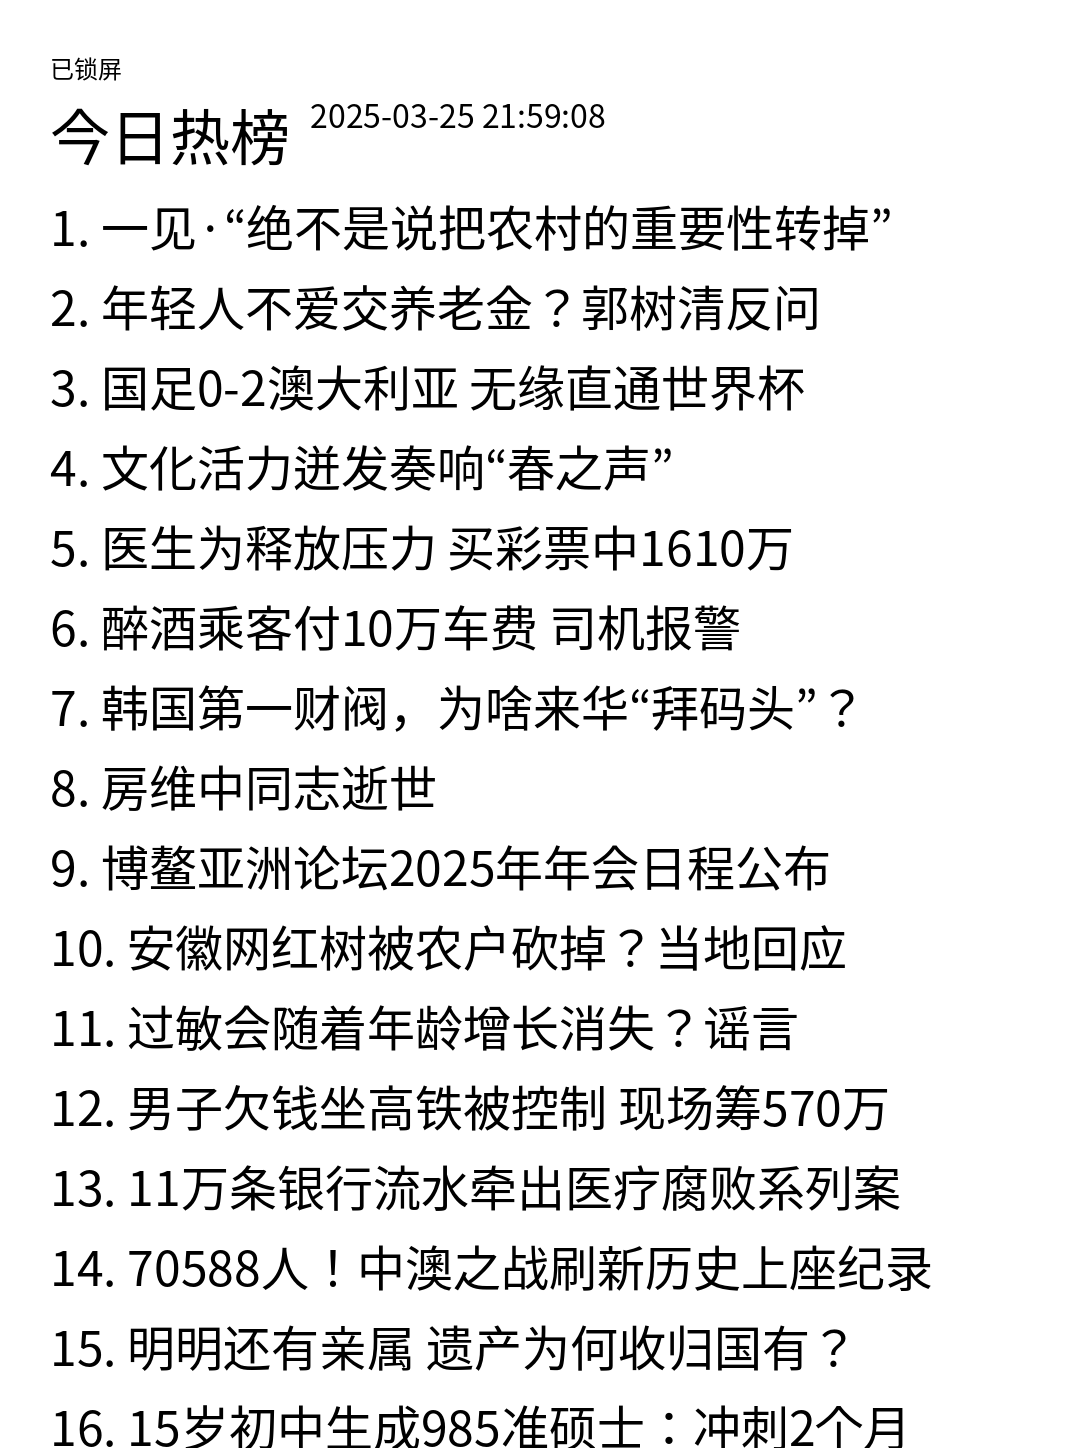 已锁屏
今日热榜 2025-03-25 21:59:08
1. 一见·“绝不是说把农村的重要性转掉”
2. 年轻人不爱交养老金？郭树清反问
3. 国足0-2澳大利亚 无缘直通世界杯
4. 文化活力迸发奏响“春之声”
5. 医生为释放压力 买彩票中1610万
6. 醉酒乘客付10万车费 司机报警
7. 韩国第一财阀，为啥来华“拜码头”？
8. 房维中同志逝世
9. 博鳌亚洲论坛2025年年会日程公布
10. 安徽网红树被农户砍掉？当地回应
11. 过敏会随着年龄增长消失？谣言
12. 男子欠钱坐高铁被控制 现场筹570万
13. 11万条银行流水牵出医疗腐败系列案
14. 70588人！中澳之战刷新历史上座纪录
15. 明明还有亲属 遗产为何收归国有？
16. 15岁初中生成985准硕士：冲刺2个月